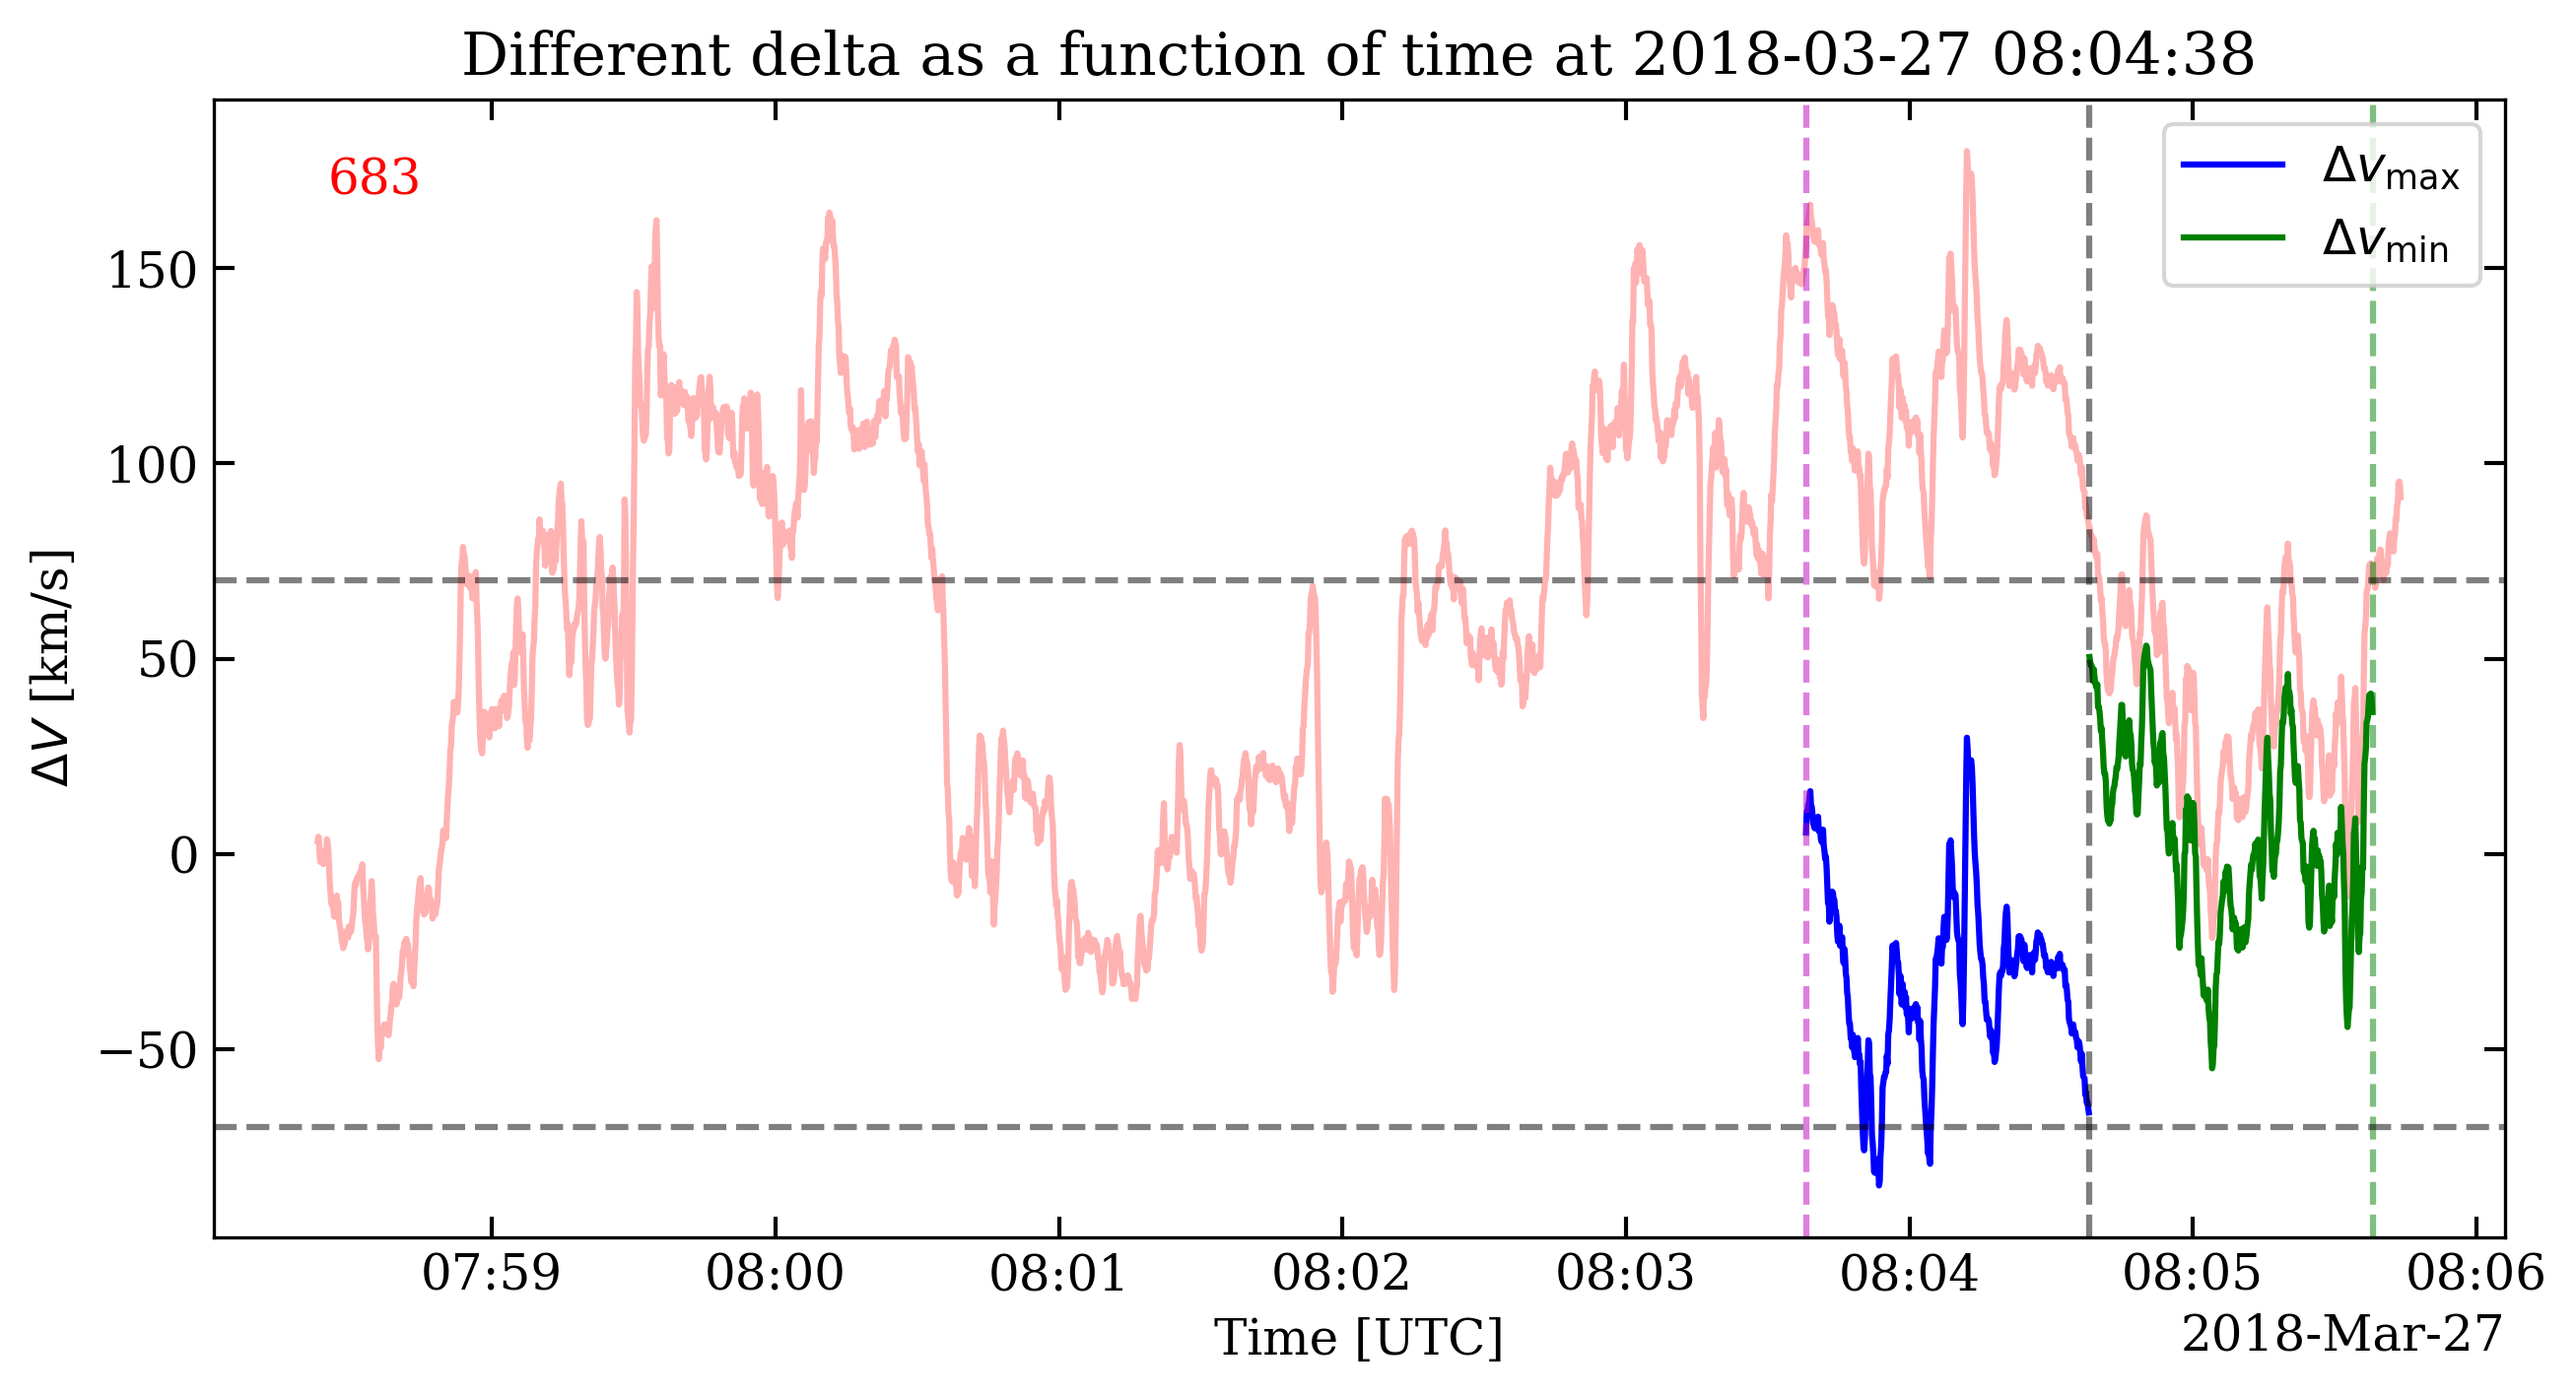 Different delta as a function of time at 2018-03-27 08:04:38
683
Δv_max
Δv_min
150
100
50
0
−50
ΔV [km/s]
07:59 08:00 08:01 08:02 08:03 08:04 08:05 08:06
Time [UTC]
2018-Mar-27